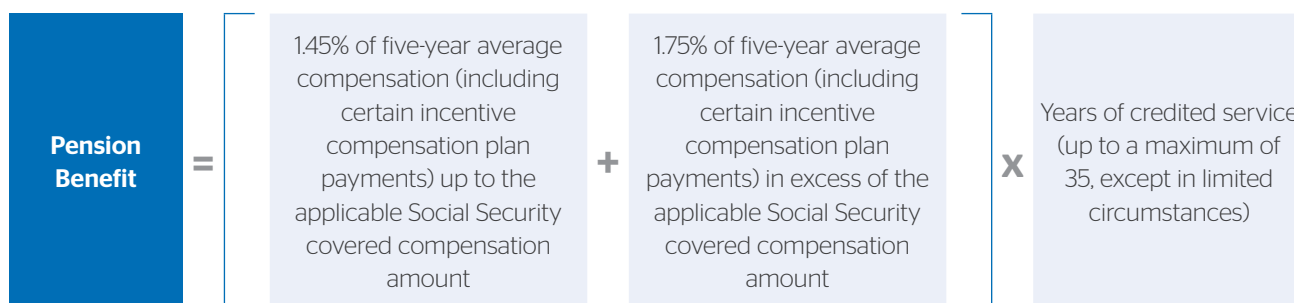 Pension
Benefit
=
1.45% of five-year average
compensation (including
certain incentive
compensation plan
payments) up to the
applicable Social Security
covered compensation
amount
+
1.75% of five-year average
compensation (including
certain incentive
compensation plan
payments) in excess of the
applicable Social Security
covered compensation
amount
x
Years of credited service
(up to a maximum of
35, except in limited
circumstances)